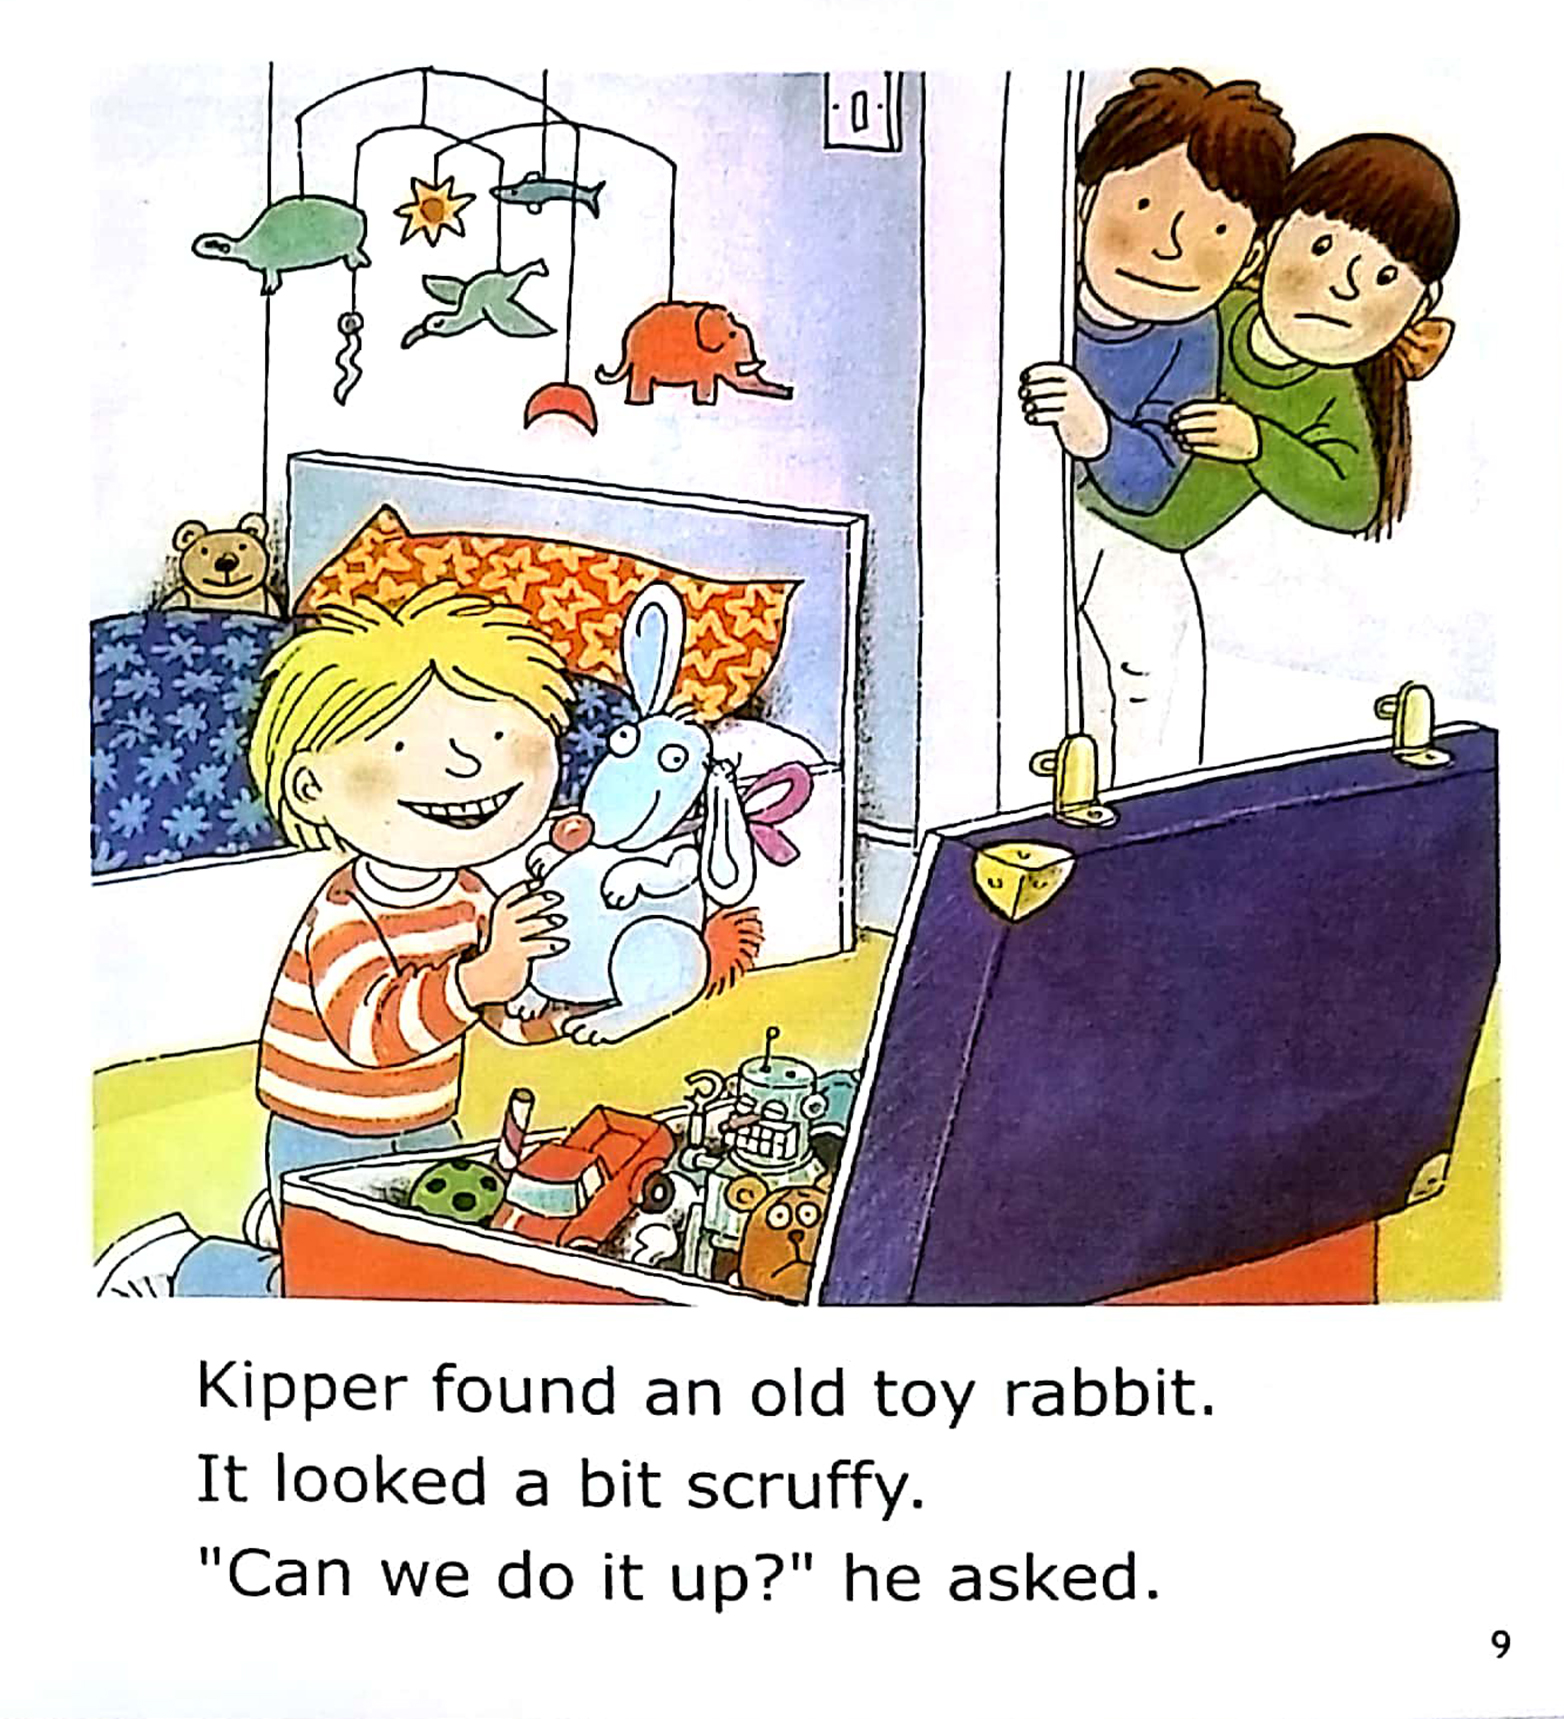 Kipper found an old toy rabbit.
It looked a bit scruffy.
"Can we do it up?" he asked.
9